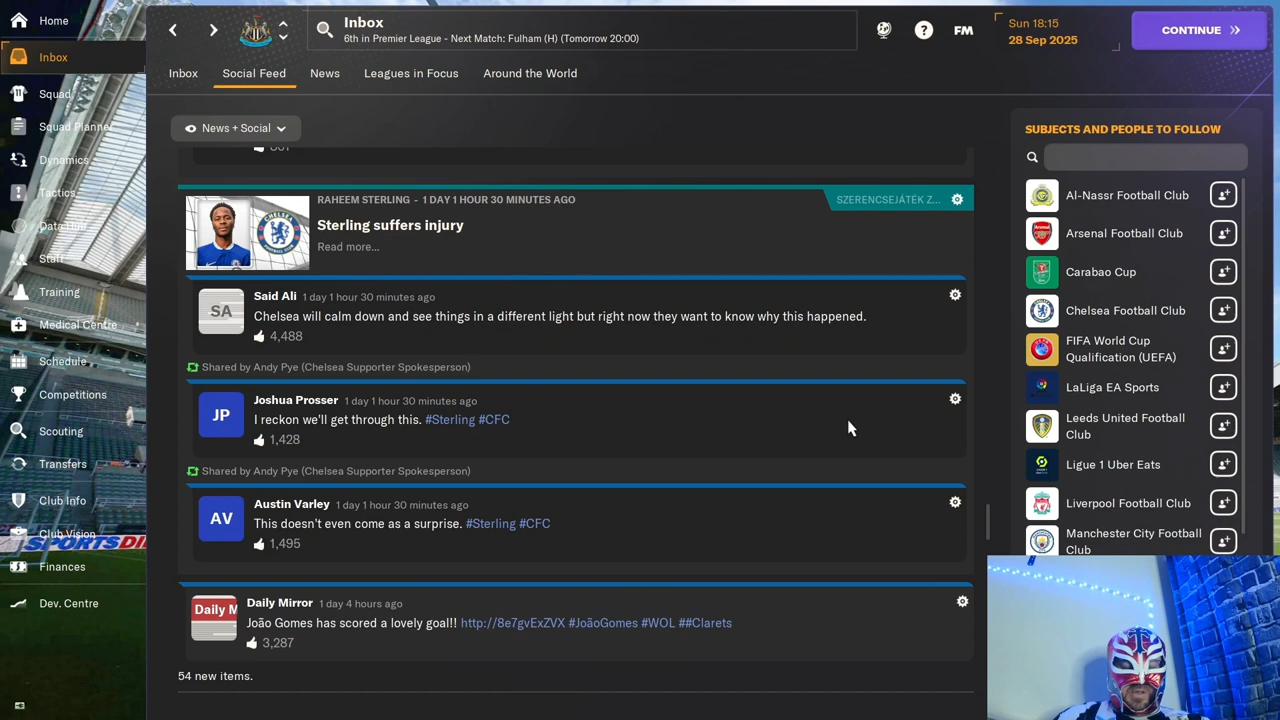 Home
Inbox
Squad
Squad Planner
Dynamics
Tactics
Data Hub
Staff
Training
Medical Centre
Schedule
Competitions
Scouting
Transfers
Club Info
Club Vision
Finances
Dev. Centre
SPORTSDI
Inbox
6th in Premier League - Next Match: Fulham (H) (Tomorrow 20:00)
FM
Sun 18:15
28 Sep 2025
CONTINUE
Inbox
Social Feed
News
Leagues in Focus
Around the World
News + Social
RAHEEM STERLING - 1 DAY 1 HOUR 30 MINUTES AGO
SZERENCSEJÁTÉK Z...
Sterling suffers injury
Read more...
SA
Said Ali 1 day 1 hour 30 minutes ago
Chelsea will calm down and see things in a different light but right now they want to know why this happened.
4,488
Shared by Andy Pye (Chelsea Supporter Spokesperson)
JP
Joshua Prosser 1 day 1 hour 30 minutes ago
I reckon we'll get through this. #Sterling #CFC
1,428
Shared by Andy Pye (Chelsea Supporter Spokesperson)
AV
Austin Varley 1 day 1 hour 30 minutes ago
This doesn't even come as a surprise. #Sterling #CFC
1,495
Daily M
Daily Mirror 1 day 4 hours ago
João Gomes has scored a lovely goal!! http://8e7gvExZVX #JoãoGomes #WOL ##Clarets
3,287
54 new items.
SUBJECTS AND PEOPLE TO FOLLOW
Al-Nassr Football Club
Arsenal Football Club
Carabao Cup
Chelsea Football Club
FIFA World Cup
Qualification (UEFA)
LaLiga EA Sports
Leeds United Football
Club
Ligue 1 Uber Eats
Liverpool Football Club
Manchester City Football
Club